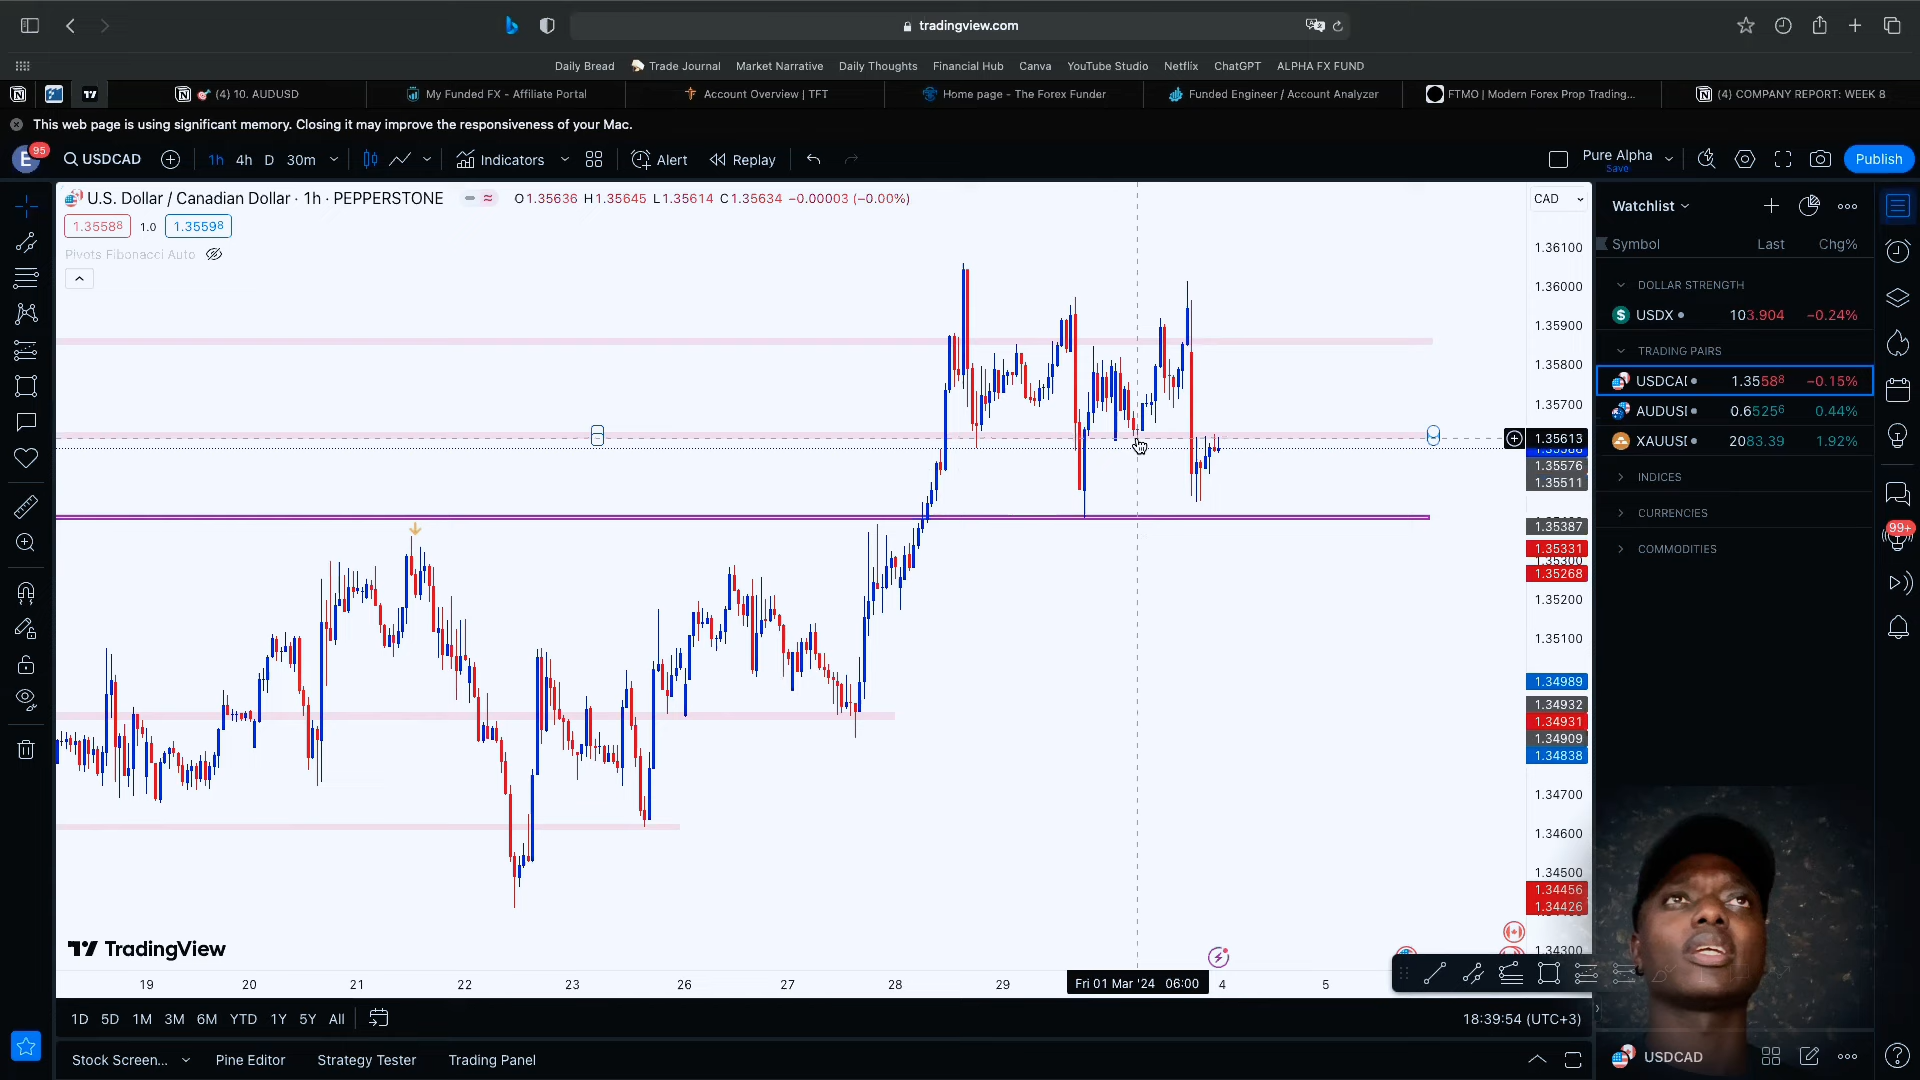 tradingview.com
Daily Bread Trade Journal Market Narrative Daily Thoughts Financial Hub Canva YouTube Studio Netflix ChatGPT ALPHA FX FUND
(4) 10. AUDUSD My Funded FX - Affiliate Portal Account Overview | TFT Home page - The Forex Funder Funded Engineer / Account Analyzer FTMO | Modern Forex Prop Trading... (4) COMPANY REPORT: WEEK 8
This web page is using significant memory. Closing it may improve the responsiveness of your Mac.
E 95 USDCAD 1h 4h D 30m Indicators Alert Replay Pure Alpha Publish
Save
U.S. Dollar / Canadian Dollar · 1h · PEPPERSTONE O1.35636 H1.35645 L1.35614 C1.35634 −0.00003 (−0.00%) CAD
1.35588 1.0 1.35598
Pivots Fibonacci Auto
1.36100
1.36000
1.35900
1.35800
1.35700
1.35613
1.35576
1.35511
1.35387
1.35331
1.35300
1.35268
1.35200
1.35100
1.34989
1.34932
1.34931
1.34909
1.34838
1.34700
1.34600
1.34500
1.34456
1.34426
1.34300
Watchlist
Symbol Last Chg%
DOLLAR STRENGTH
USDX 103.904 −0.24%
TRADING PAIRS
USDCAI 1.35588 −0.15%
AUDUSI 0.65256 0.44%
XAUUSI 2083.39 1.92%
INDICES
CURRENCIES
COMMODITIES
99+
TradingView
19 20 21 22 23 26 27 28 29 Fri 01 Mar '24 06:00 4 5
1D 5D 1M 3M 6M YTD 1Y 5Y All 18:39:54 (UTC+3)
Stock Screen... Pine Editor Strategy Tester Trading Panel
USDCAD